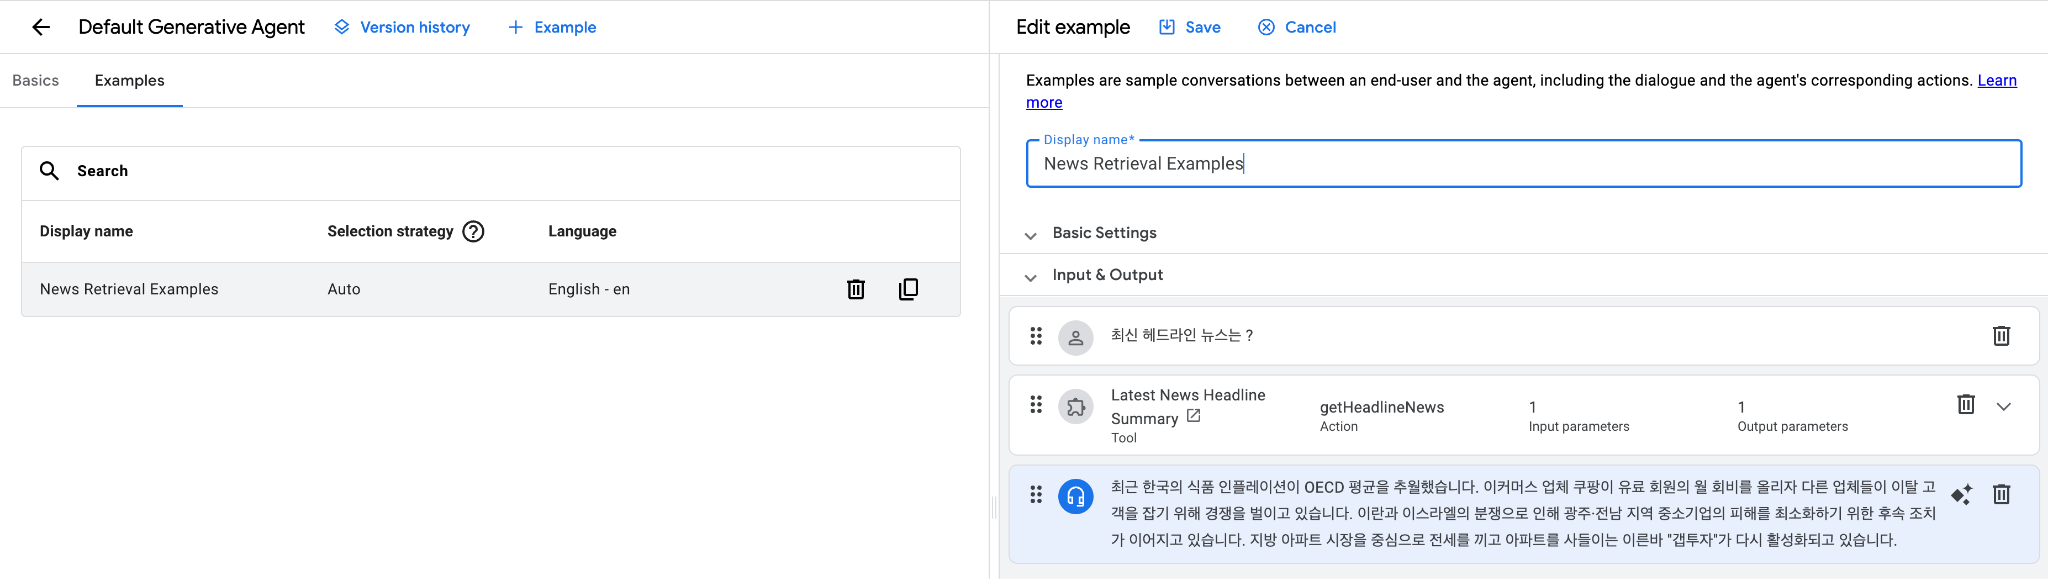 Default Generative Agent
Version history
Example
Basics
Examples
Search
Display name
Selection strategy
Language
News Retrieval Examples
Auto
English - en
Edit example
Save
Cancel
Examples are sample conversations between an end-user and the agent, including the dialogue and the agent's corresponding actions. Learn
more
Display name*
News Retrieval Examples
Basic Settings
Input & Output
최신 헤드라인 뉴스는 ?
Latest News Headline
Summary
Tool
getHeadlineNews
Action
1
Input parameters
1
Output parameters
최근 한국의 식품 인플레이션이 OECD 평균을 추월했습니다. 이커머스 업체 쿠팡이 유료 회원의 월 회비를 올리자 다른 업체들이 이탈 고
객을 잡기 위해 경쟁을 벌이고 있습니다. 이란과 이스라엘의 분쟁으로 인해 광주·전남 지역 중소기업의 피해를 최소화하기 위한 후속 조치
가 이어지고 있습니다. 지방 아파트 시장을 중심으로 전세를 끼고 아파트를 사들이는 이른바 "갭투자"가 다시 활성화되고 있습니다.